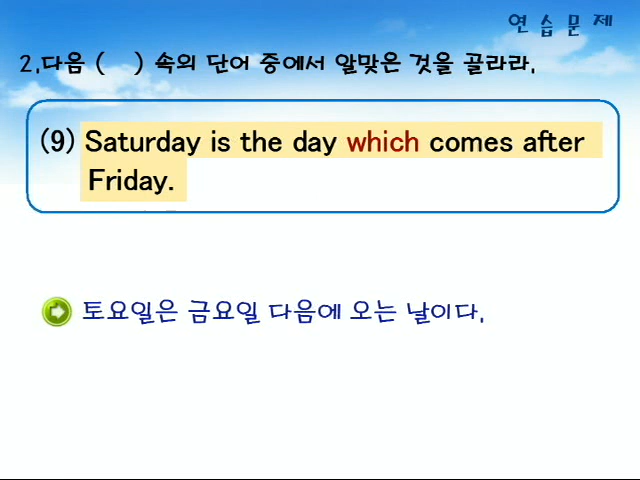 연 습 문 제
2.다음 (   ) 속의 단어 중에서 알맞은 것을 골라라.
(9) Saturday is the day which comes after
Friday.
토요일은 금요일 다음에 오는 날이다.